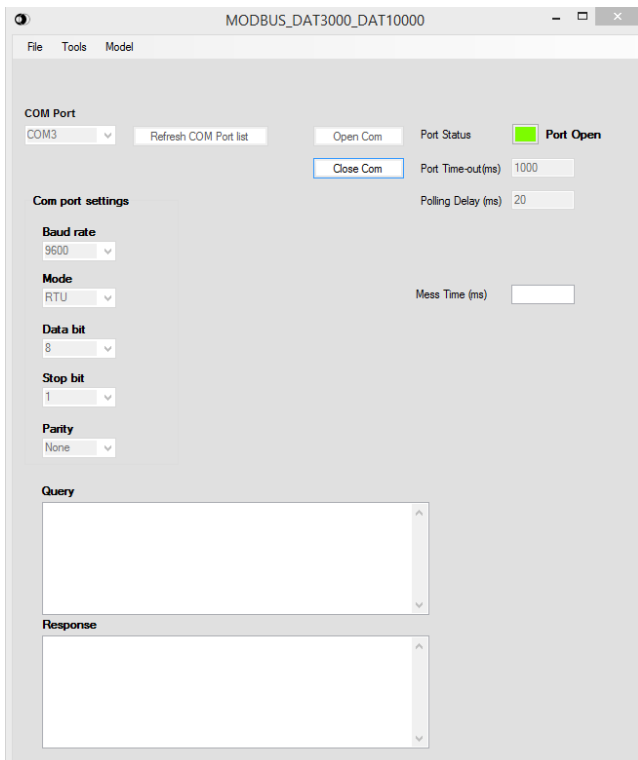 MODBUS_DAT3000_DAT10000
File Tools Model
COM Port
COM3 Refresh COM Port list Open Com Port Status Port Open
Close Com Port Time-out(ms) 1000
Com port settings Polling Delay (ms) 20
Baud rate
9600
Mode
RTU Mess Time (ms)
Data bit
8
Stop bit
1
Parity
None
Query
Response